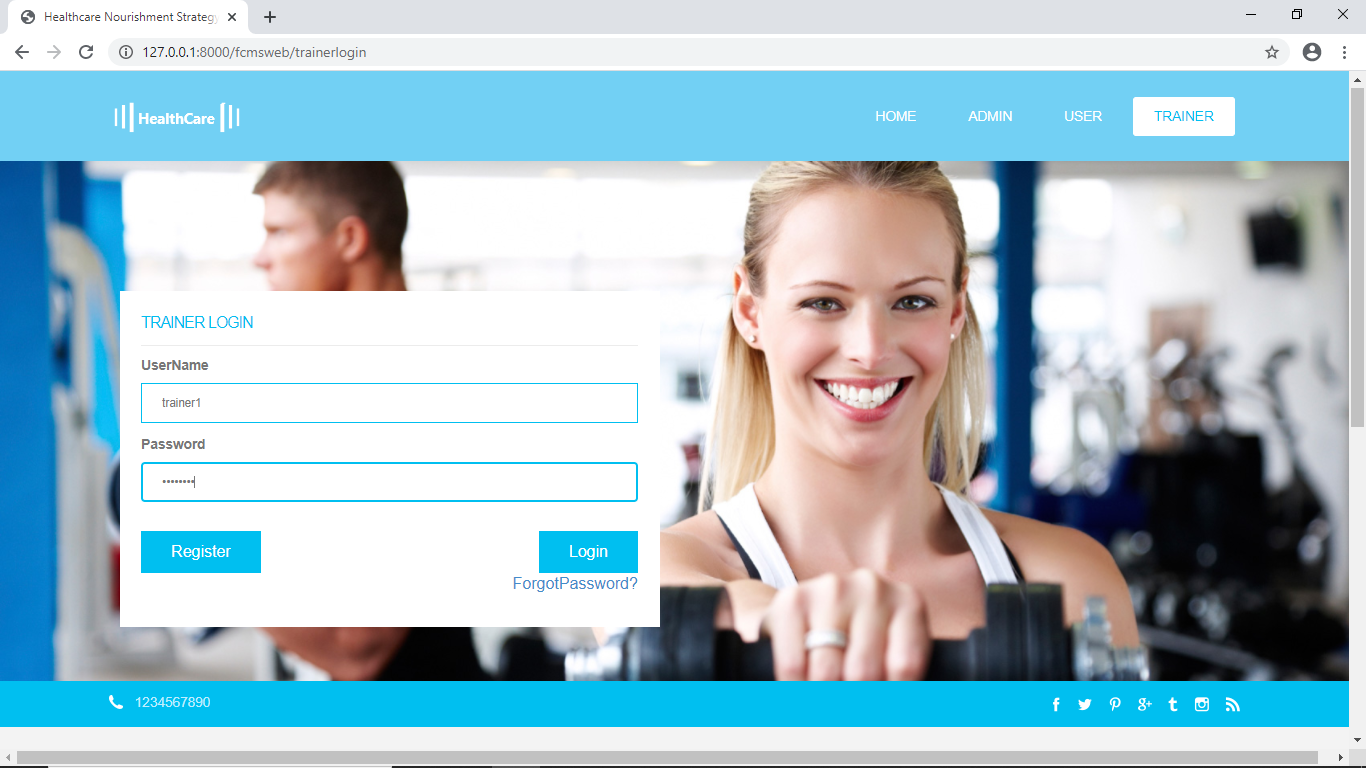 Healthcare Nourishment Strategy
127.0.0.1:8000/fcmsweb/trainerlogin
HealthCare
HOME ADMIN USER TRAINER
TRAINER LOGIN
UserName
trainer1
Password
••••••••
Register Login
ForgotPassword?
1234567890